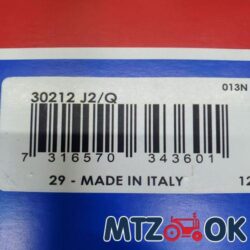 013N
30212 J2/Q
7 316570 343601
29 - MADE IN ITALY 12
MTZ OK